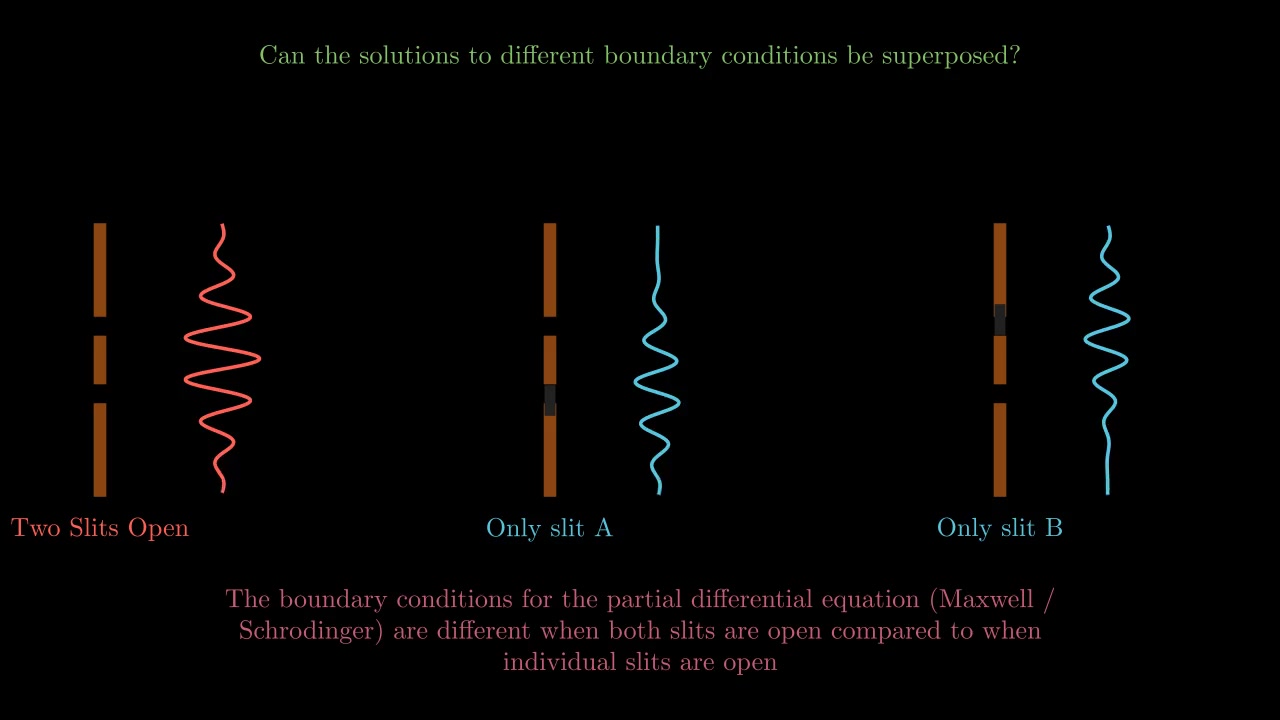 Can the solutions to different boundary conditions be superposed?
Two Slits Open
Only slit A
Only slit B
The boundary conditions for the partial differential equation (Maxwell /
Schrodinger) are different when both slits are open compared to when
individual slits are open